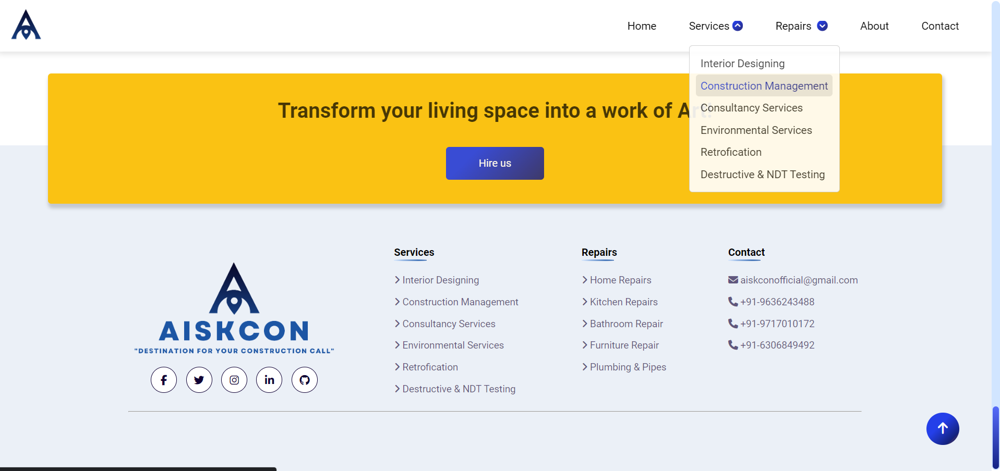 Home Services Repairs About Contact
Interior Designing
Construction Management
Consultancy Services
Environmental Services
Retrofication
Destructive & NDT Testing
Transform your living space into a work of Art!
Hire us
AISKCON
"DESTINATION FOR YOUR CONSTRUCTION CALL"
Services
Interior Designing
Construction Management
Consultancy Services
Environmental Services
Retrofication
Destructive & NDT Testing
Repairs
Home Repairs
Kitchen Repairs
Bathroom Repair
Furniture Repair
Plumbing & Pipes
Contact
aiskconofficial@gmail.com
+91-9636243488
+91-9717010172
+91-6306849492